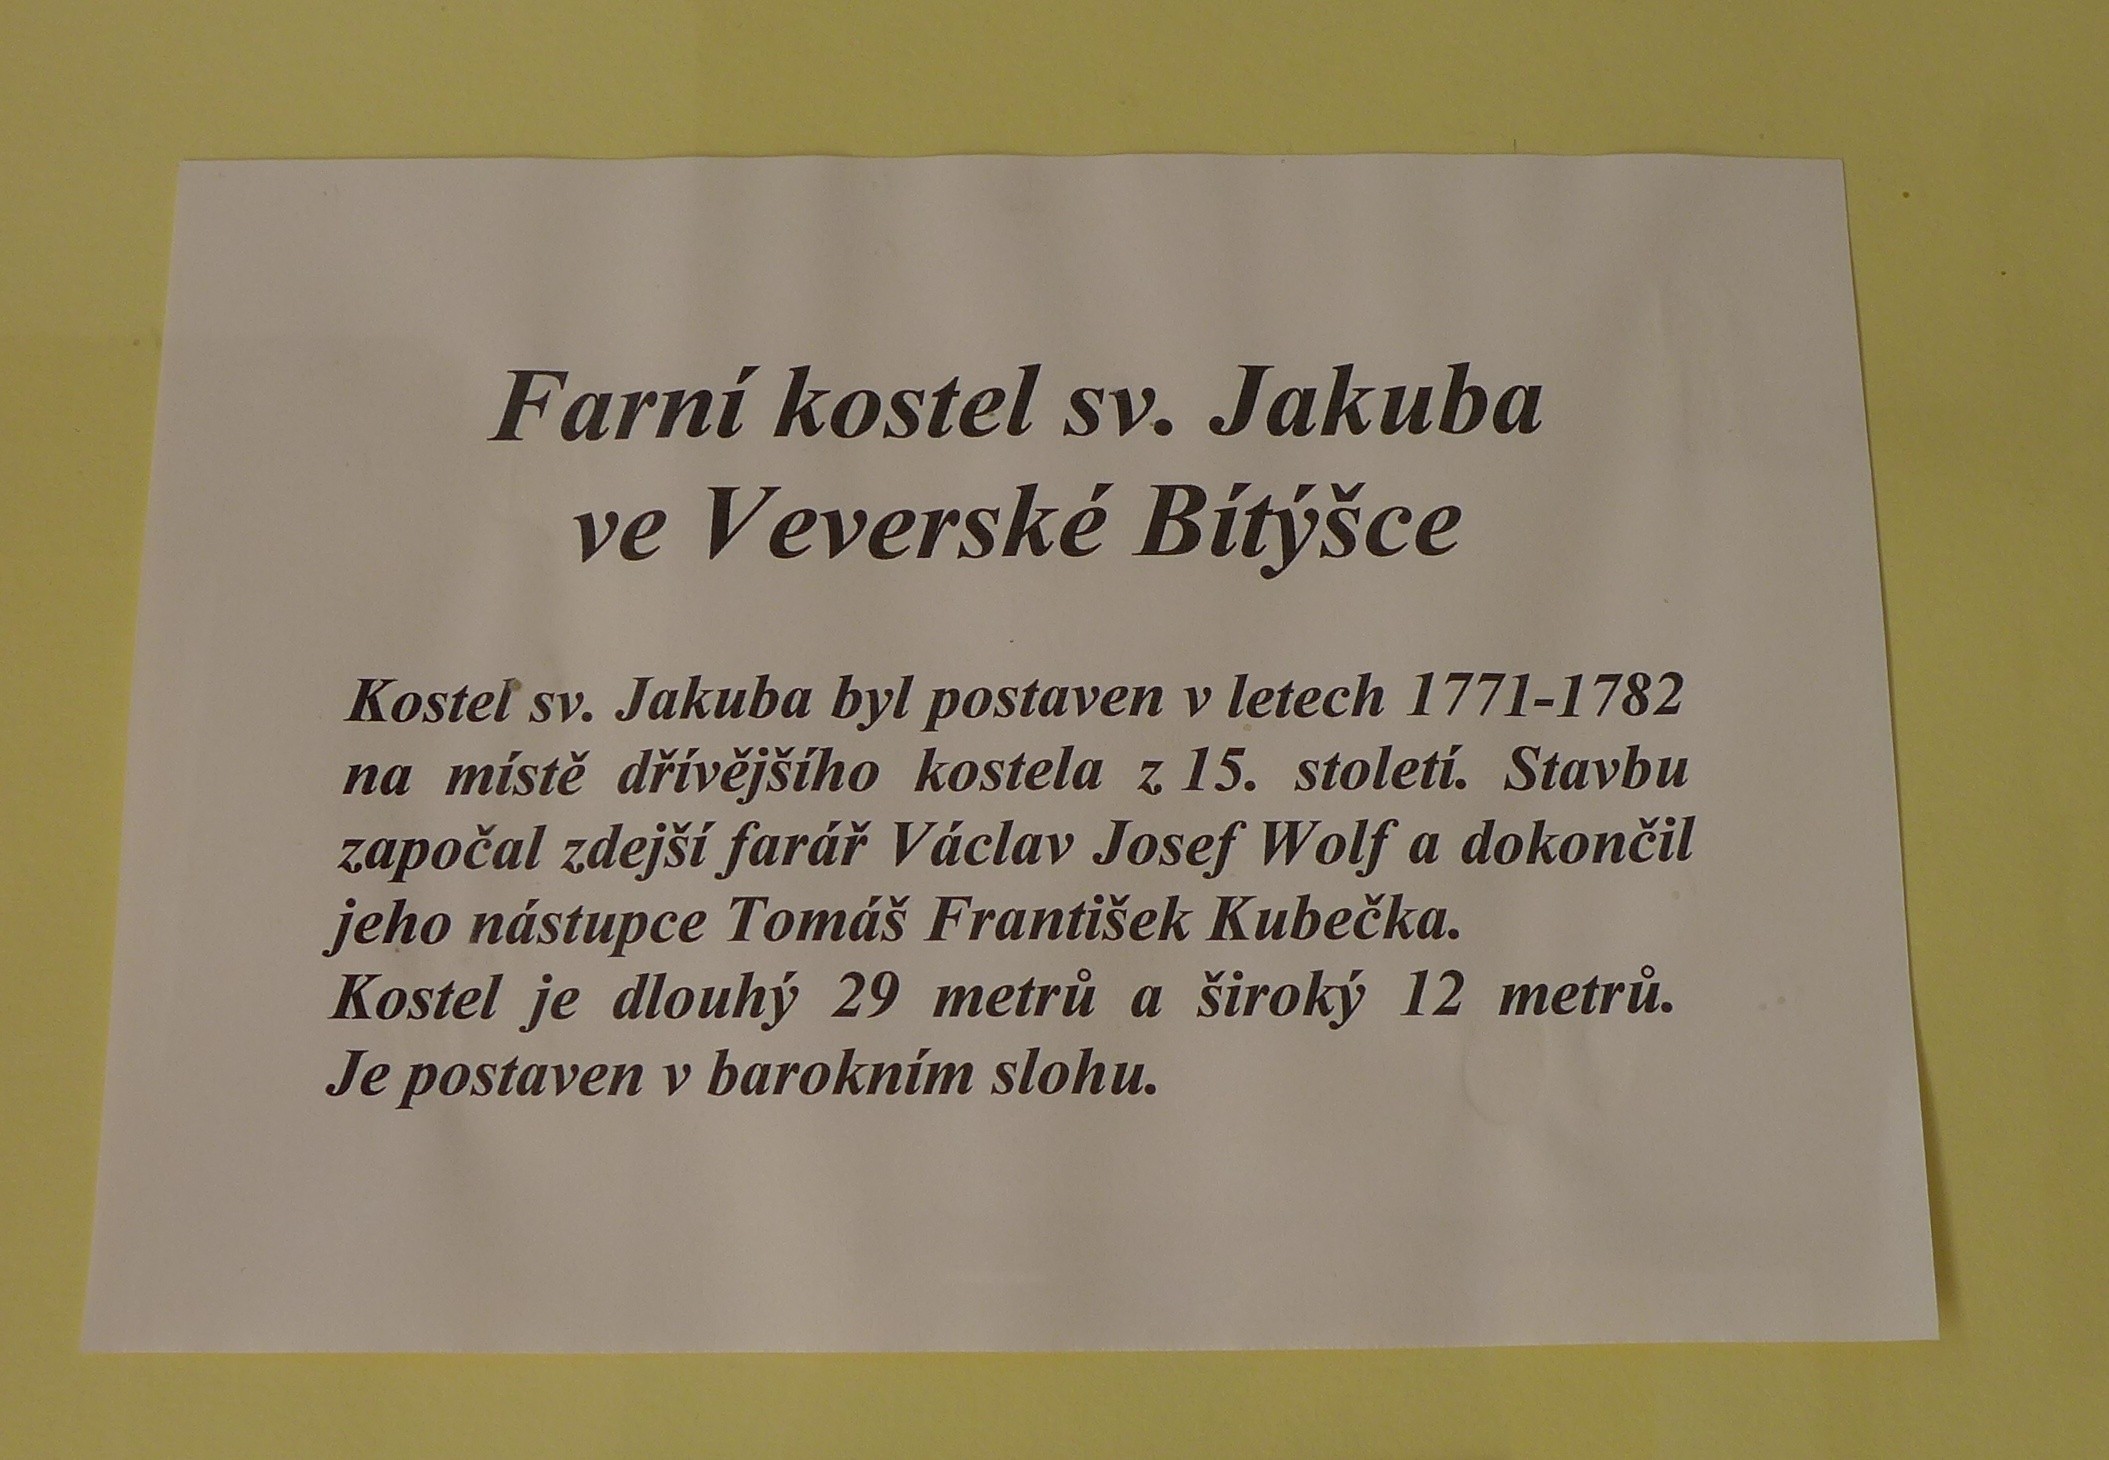 Farní kostel sv. Jakuba
ve Veverské Bítýšce
Kostel sv. Jakuba byl postaven v letech 1771-1782
na místě dřívějšího kostela z 15. století. Stavbu
započal zdejší farář Václav Josef Wolf a dokončil
jeho nástupce Tomáš František Kubečka.
Kostel je dlouhý 29 metrů a široký 12 metrů.
Je postaven v barokním slohu.